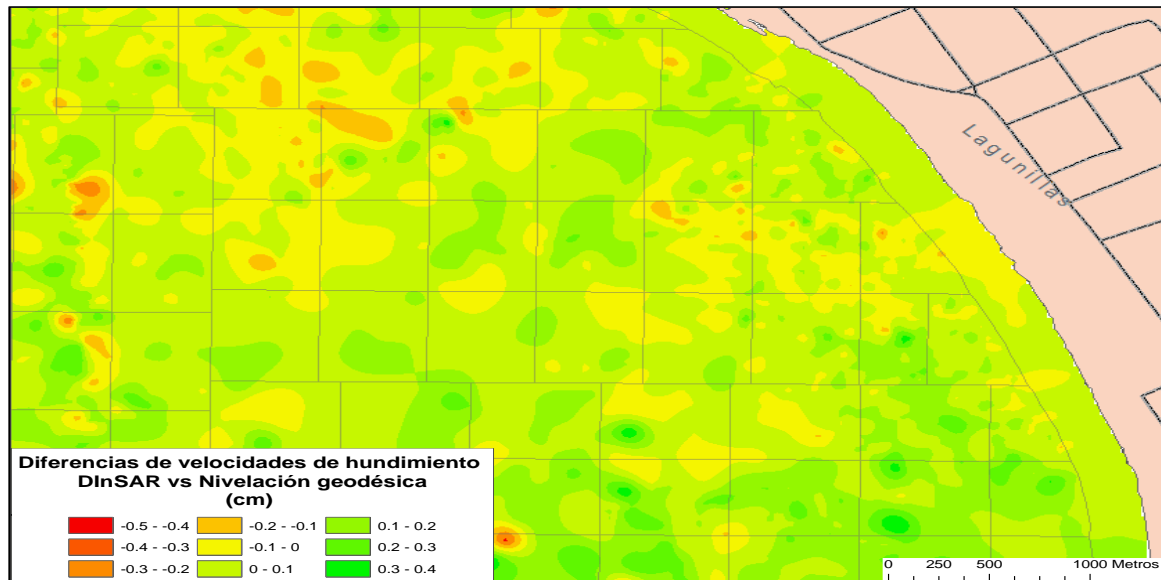 Lagunillas
Diferencias de velocidades de hundimiento
DInSAR vs Nivelación geodésica
(cm)
-0.5 - -0.4 -0.2 - -0.1 0.1 - 0.2
-0.4 - -0.3 -0.1 - 0 0.2 - 0.3
-0.3 - -0.2 0 - 0.1 0.3 - 0.4
0 250 500 1000 Metros